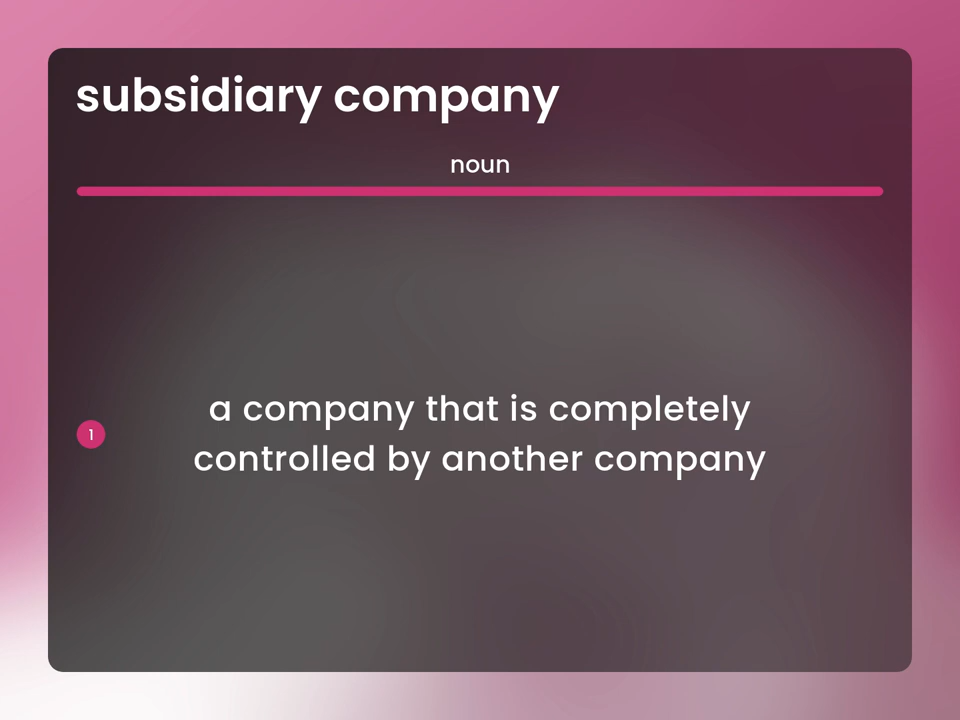 subsidiary company
noun
1
a company that is completely
controlled by another company